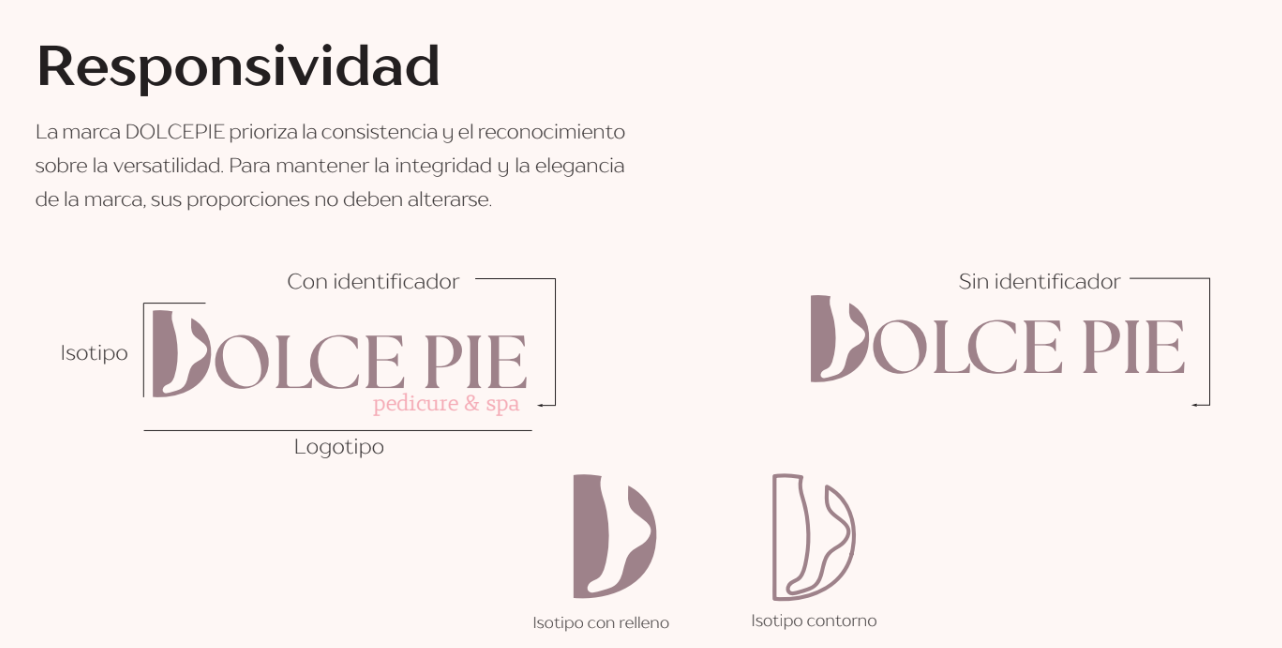 Responsividad
La marca DOLCEPIE prioriza la consistencia y el reconocimiento
sobre la versatilidad. Para mantener la integridad y la elegancia
de la marca, sus proporciones no deben alterarse.
Con identificador
Isotipo
DOLCE PIE
pedicure & spa
Logotipo
Sin identificador
DOLCE PIE
Isotipo con relleno
Isotipo contorno